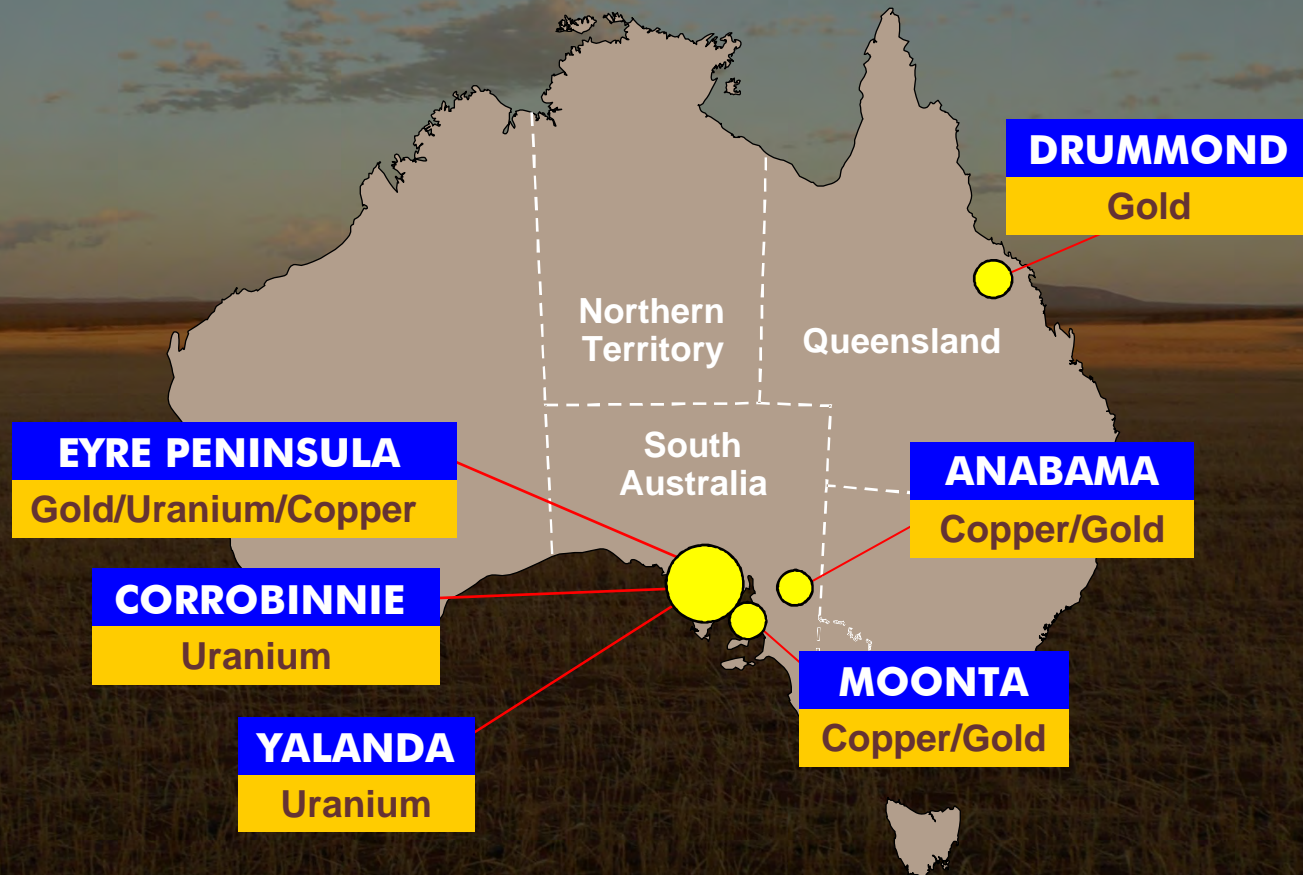 DRUMMOND
Gold
Northern
Territory
Queensland
South
Australia
EYRE PENINSULA
Gold/Uranium/Copper
ANABAMA
Copper/Gold
CORROBINNIE
Uranium
MOONTA
Copper/Gold
YALANDA
Uranium